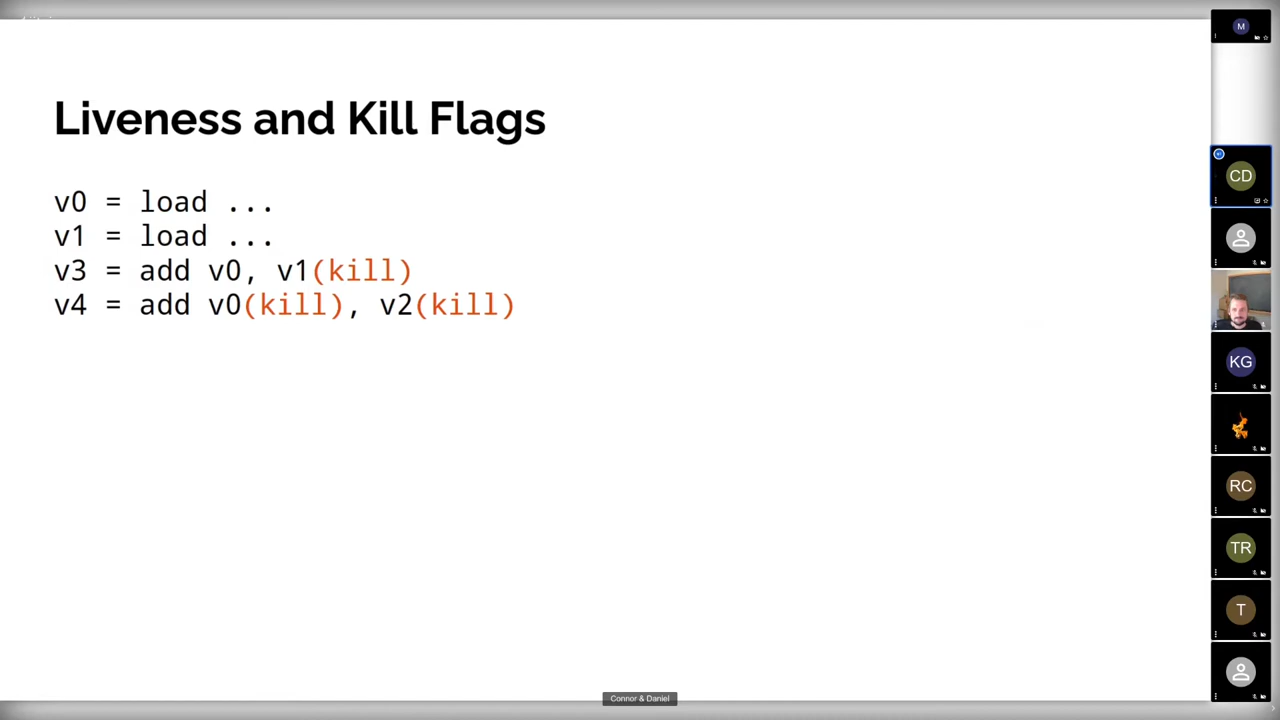 Liveness and Kill Flags
v0 = load ...
v1 = load ...
v3 = add v0, v1(kill)
v4 = add v0(kill), v2(kill)
M
CD
KG
RC
TR
T
Connor & Daniel